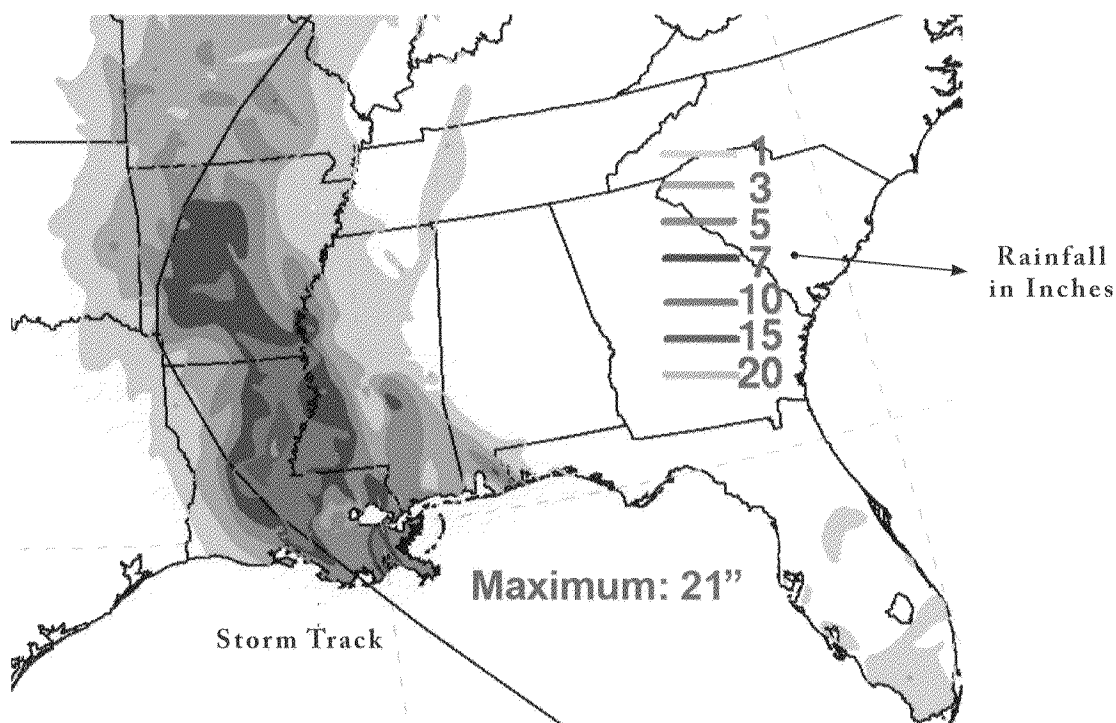 1
3
5
7
10
15
20
Rainfall
in Inches
Maximum: 21”
Storm Track